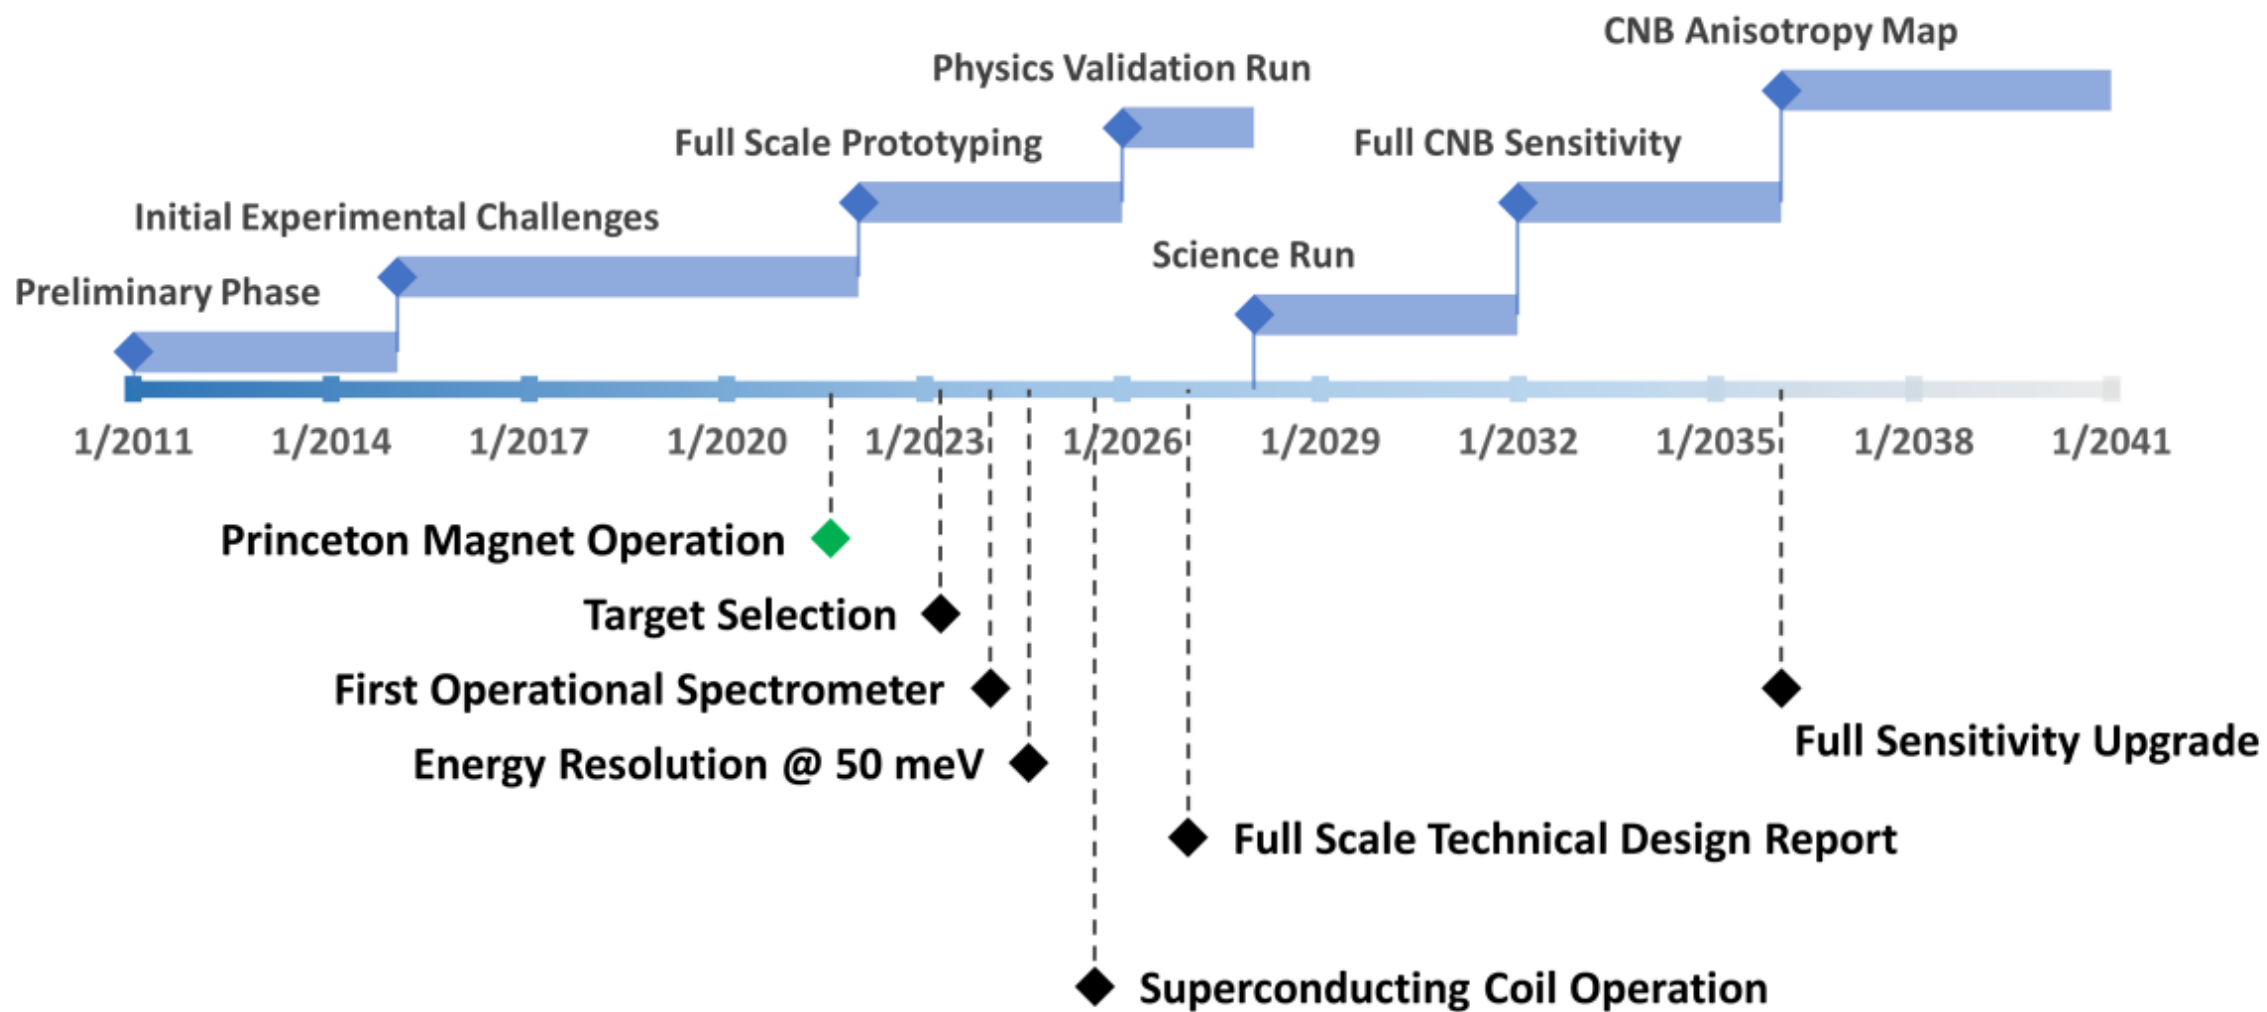 CNB Anisotropy Map
Physics Validation Run
Full Scale Prototyping
Full CNB Sensitivity
Initial Experimental Challenges
Science Run
Preliminary Phase
1/2011
1/2014
1/2017
1/2020
1/2023
1/2026
1/2029
1/2032
1/2035
1/2038
1/2041
Princeton Magnet Operation
Target Selection
First Operational Spectrometer
Full Sensitivity Upgrade
Energy Resolution @ 50 meV
Full Scale Technical Design Report
Superconducting Coil Operation